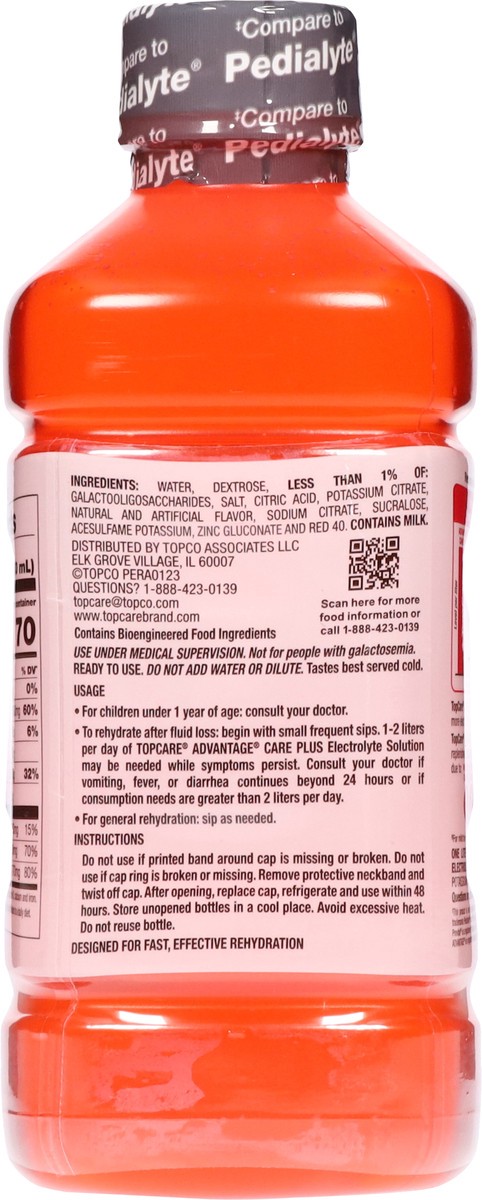 ‡Compare to
Pedialyte®
‡Compare to
Pedialyte
INGREDIENTS: WATER, DEXTROSE, LESS THAN 1% OF:
GALACTOOLIGOSACCHARIDES, SALT, CITRIC ACID, POTASSIUM CITRATE,
NATURAL AND ARTIFICIAL FLAVOR, SODIUM CITRATE, SUCRALOSE,
ACESULFAME POTASSIUM, ZINC GLUCONATE AND RED 40. CONTAINS MILK.
DISTRIBUTED BY TOPCO ASSOCIATES LLC
ELK GROVE VILLAGE, IL 60007
©TOPCO PERA0123
QUESTIONS? 1-888-423-0139
topcare@topco.com
www.topcarebrand.com
Contains Bioengineered Food Ingredients
Scan here for more
food information or
call 1-888-423-0139
USE UNDER MEDICAL SUPERVISION. Not for people with galactosemia.
READY TO USE. DO NOT ADD WATER OR DILUTE. Tastes best served cold.
USAGE
• For children under 1 year of age: consult your doctor.
• To rehydrate after fluid loss: begin with small frequent sips. 1-2 liters
per day of TOPCARE® ADVANTAGE® CARE PLUS Electrolyte Solution
may be needed while symptoms persist. Consult your doctor if
vomiting, fever, or diarrhea continues beyond 24 hours or if
consumption needs are greater than 2 liters per day.
• For general rehydration: sip as needed.
INSTRUCTIONS
Do not use if printed band around cap is missing or broken. Do not
use if cap ring is broken or missing. Remove protective neckband and
twist off cap. After opening, replace cap, refrigerate and use within 48
hours. Store unopened bottles in a cool place. Avoid excessive heat.
Do not reuse bottle.
DESIGNED FOR FAST, EFFECTIVE REHYDRATION
mL)
70
% DV*
0%
60%
6%
32%
15%
70%
80%